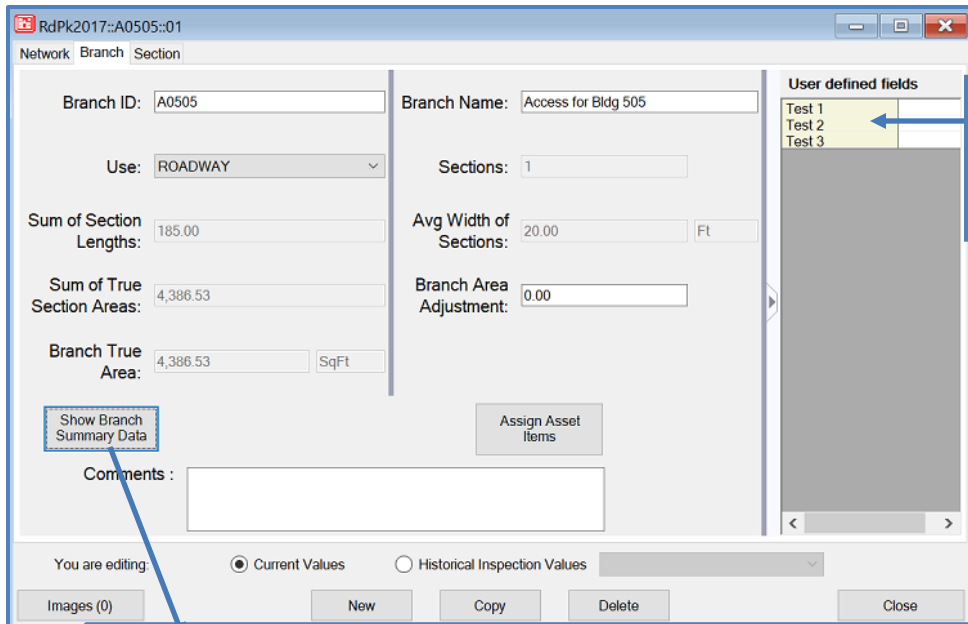 RdPk2017::A0505::01
Network Branch Section
Branch ID: A0505 Branch Name: Access for Bldg 505
Use: ROADWAY Sections: 1
Sum of Section
Lengths: 185.00
Avg Width of
Sections: 20.00 Ft
Sum of True
Section Areas: 4,386.53
Branch Area
Adjustment: 0.00
Branch True
Area: 4,386.53 SqFt
Show Branch
Summary Data
Assign Asset
Items
Comments :
User defined fields
Test 1
Test 2
Test 3
You are editing: Current Values Historical Inspection Values
Images (0) New Copy Delete Close